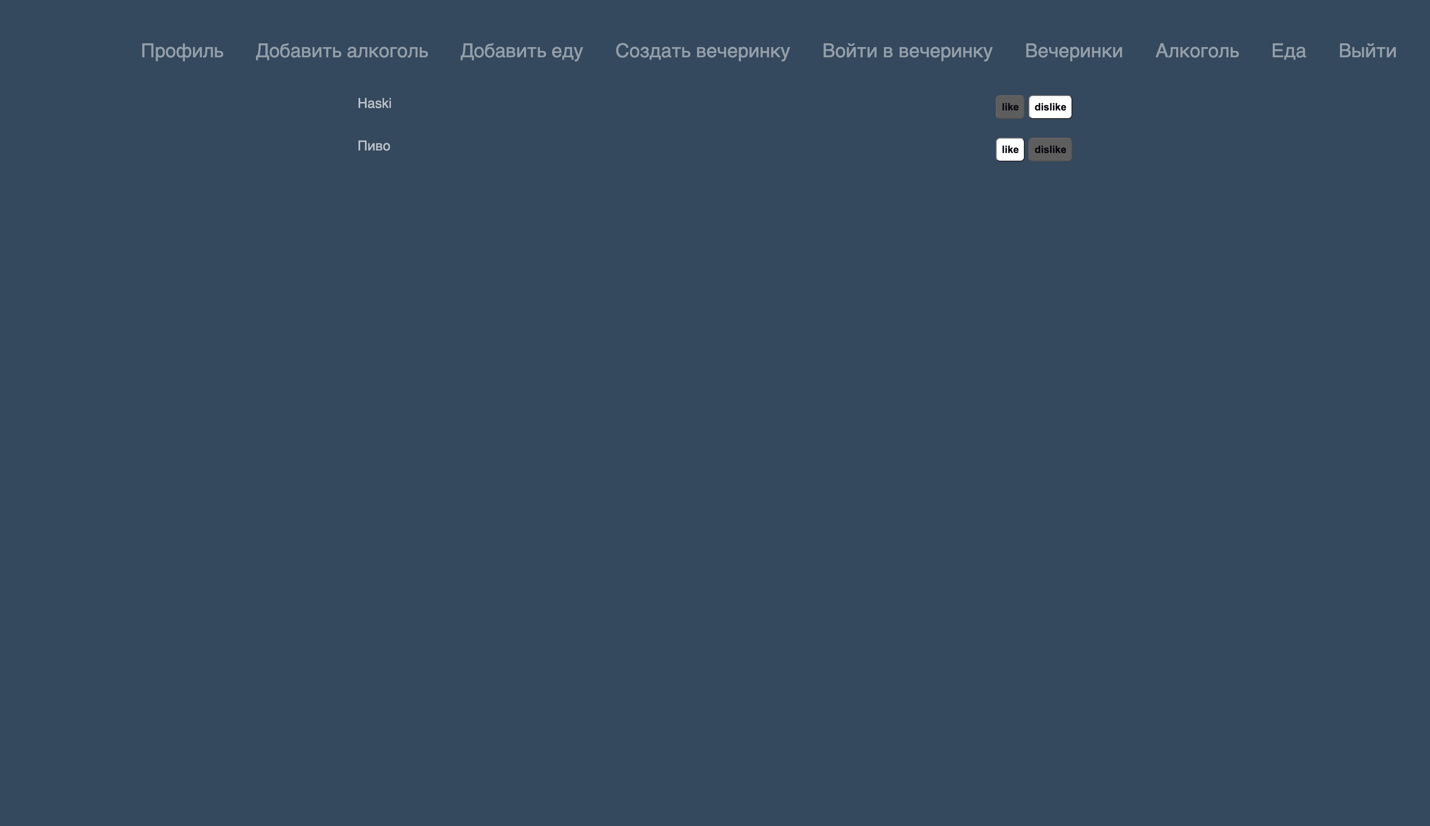 Профиль Добавить алкоголь Добавить еду Создать вечеринку Войти в вечеринку Вечеринки Алкоголь Еда Выйти
Haski like dislike
Пиво like dislike